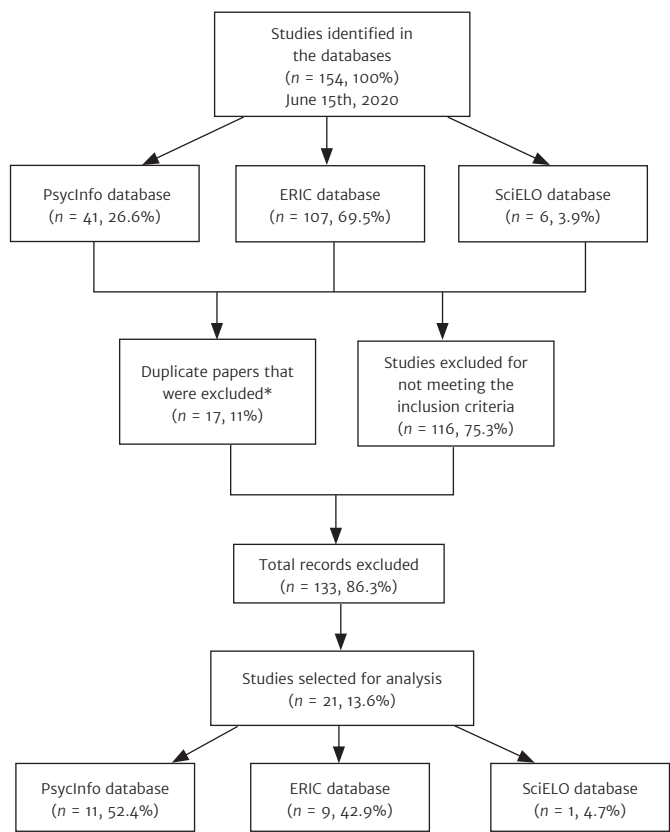 Studies identified in
the databases
(n = 154, 100%)
June 15th, 2020
PsycInfo database
(n = 41, 26.6%)
ERIC database
(n = 107, 69.5%)
SciELO database
(n = 6, 3.9%)
Duplicate papers that
were excluded*
(n = 17, 11%)
Studies excluded for
not meeting the
inclusion criteria
(n = 116, 75.3%)
Total records excluded
(n = 133, 86.3%)
Studies selected for analysis
(n = 21, 13.6%)
PsycInfo database
(n = 11, 52.4%)
ERIC database
(n = 9, 42.9%)
SciELO database
(n = 1, 4.7%)